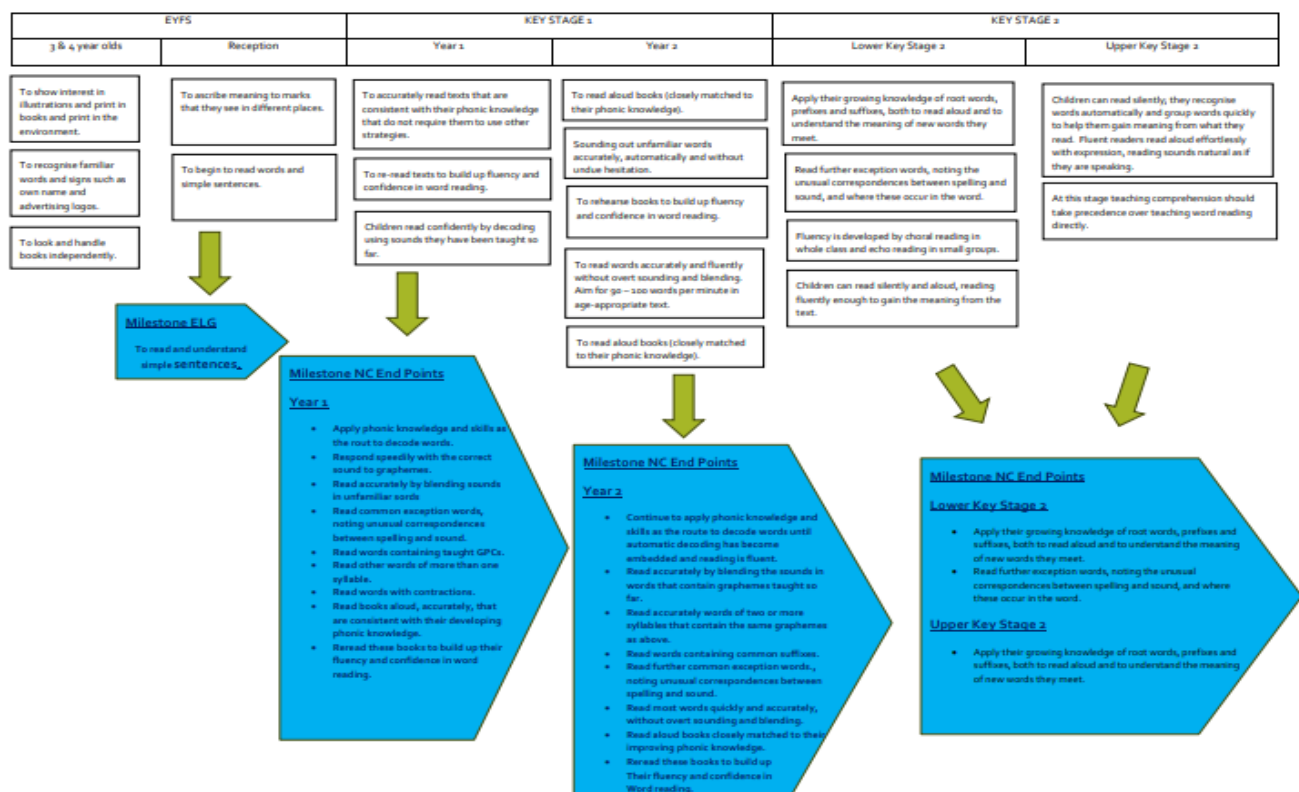 EYFS
KEY STAGE 1
KEY STAGE 2
3 & 4 year olds
Reception
Year 1
Year 2
Lower Key Stage 2
Upper Key Stage 2
To show interest in
illustrations and print in
books and print in the
environment.
To recognise familiar
words and signs such as
own name and
advertising logos.
To look and handle
books independently.
To ascribe meaning to marks
that they see in different places.
To begin to read words and
simple sentences.
To accurately read texts that are
consistent with their phonic knowledge
that do not require them to use other
strategies.
To re-read texts to build up fluency and
confidence in word reading.
Children read confidently by decoding
using sounds they have been taught so
far.
To read aloud books (closely matched to
their phonic knowledge).
Sounding out unfamiliar words
accurately, automatically and without
undue hesitation.
To rehearse books to build up fluency
and confidence in word reading.
To read words accurately and fluently
without overt sounding and blending.
Aim for 90 – 100 words per minute in
age-appropriate text.
To read aloud books (closely matched
to their phonic knowledge).
Apply their growing knowledge of root words,
prefixes and suffixes, both to read aloud and to
understand the meaning of new words they
meet.
Read further exception words, noting the
unusual correspondences between spelling and
sound, and where these occur in the word.
Fluency is developed by choral reading in
whole class and echo reading in small groups.
Children can read silently and aloud, reading
fluently enough to gain the meaning from the
text.
Children can read silently; they recognise
words automatically and group words quickly
to help them gain meaning from what they
read.  Fluent readers read aloud effortlessly
with expression, reading sounds natural as if
they are speaking.
At this stage teaching comprehension should
take precedence over teaching word reading
directly.
Milestone ELG
To read and understand
simple sentences.
Milestone NC End Points
Year 1
• Apply phonic knowledge and skills as
the rout to decode words.
• Respond speedily with the correct
sound to graphemes.
• Read accurately by blending sounds
in unfamiliar sords
• Read common exception words,
noting unusual correspondences
between spelling and sound.
• Read words containing taught GPCs.
• Read other words of more than one
syllable.
• Read words with contractions.
• Read books aloud, accurately, that
are consistent with their developing
phonic knowledge.
• Reread these books to build up their
fluency and confidence in word
reading.
Milestone NC End Points
Year 2
• Continue to apply phonic knowledge and
skills as the route to decode words until
automatic decoding has become
embedded and reading is fluent.
• Read accurately by blending the sounds in
words that contain graphemes taught so
far.
• Read accurately words of two or more
syllables that contain the same graphemes
as above.
• Read words containing common suffixes.
• Read further common exception words.,
noting unusual correspondences between
spelling and sound.
• Read most words quickly and accurately,
without overt sounding and blending.
• Read aloud books closely matched to their
improving phonic knowledge.
• Reread these books to build up
Their fluency and confidence in
Word reading.
Milestone NC End Points
Lower Key Stage 2
• Apply their growing knowledge of root words, prefixes and
suffixes, both to read aloud and to understand the meaning
of new words they meet.
• Read further exception words, noting the unusual
correspondences between spelling and sound, and where
these occur in the word.
Upper Key Stage 2
• Apply their growing knowledge of root words, prefixes and
suffixes, both to read aloud and to understand the meaning
of new words they meet.